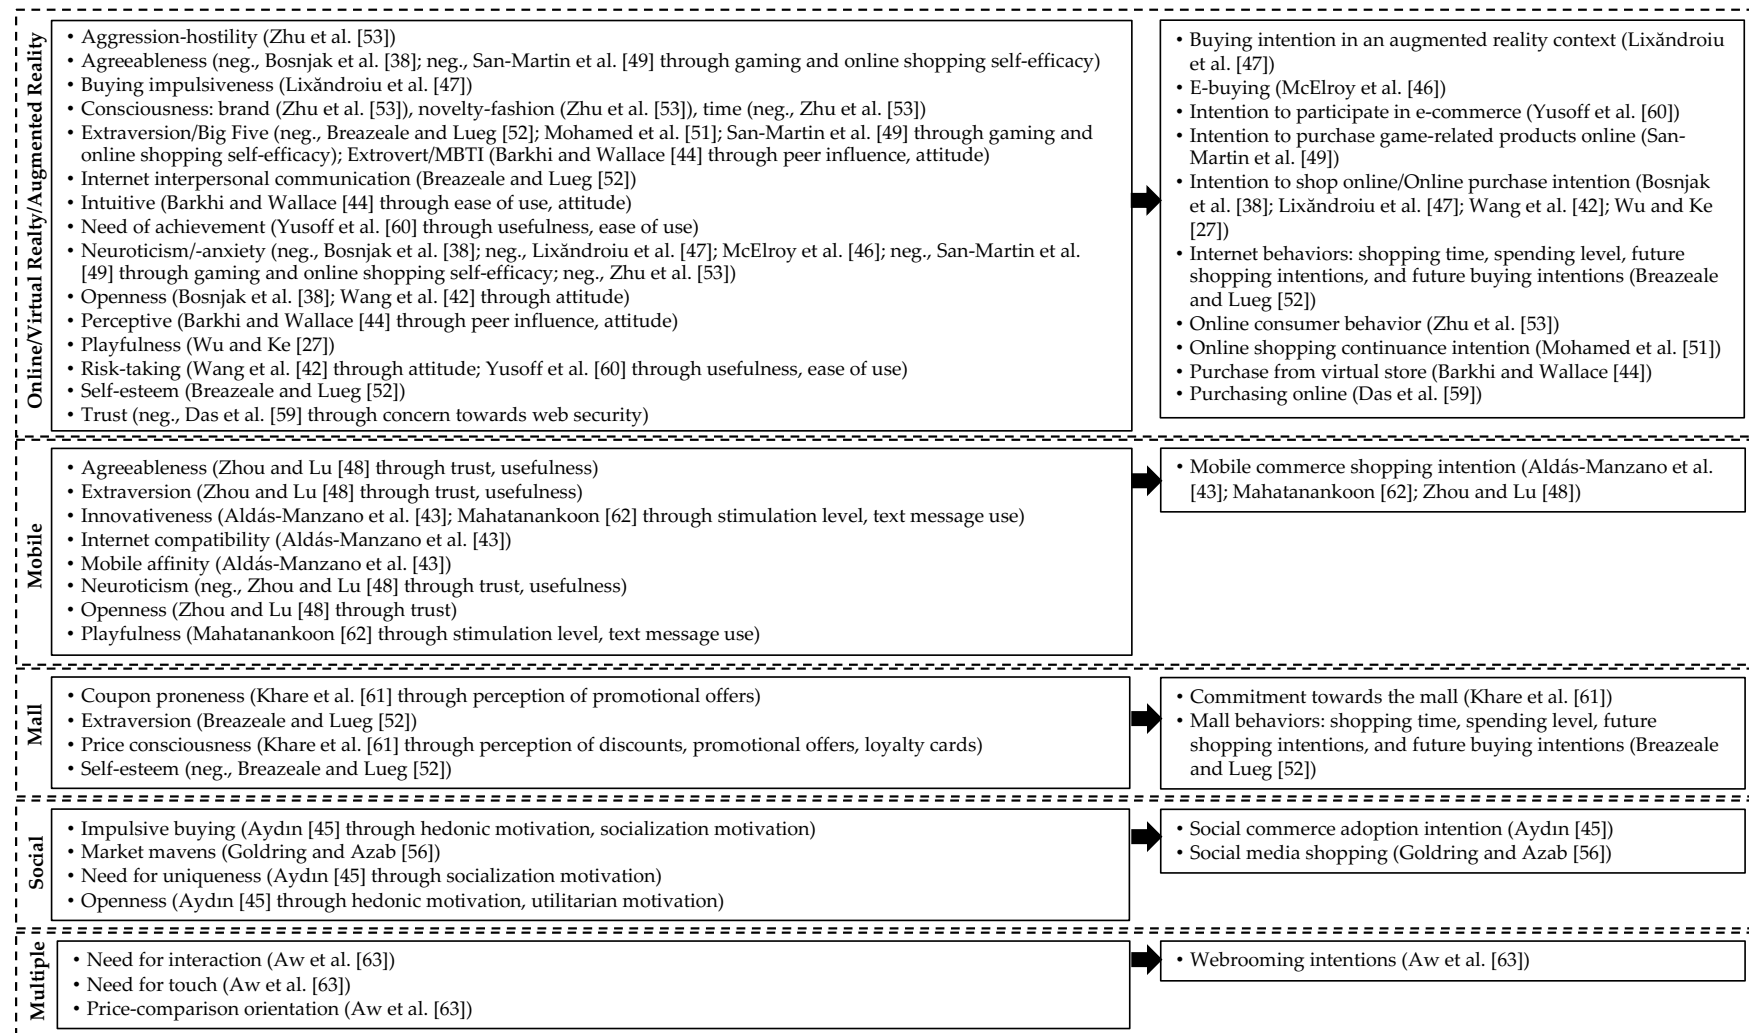 Online/Virtual Realty/Augmented Reality
• Aggression-hostility (Zhu et al. [53])
• Agreeableness (neg., Bosnjak et al. [38]; neg., San-Martin et al. [49] through gaming and online shopping self-efficacy)
• Buying impulsiveness (Lixăndroiu et al. [47])
• Consciousness: brand (Zhu et al. [53]), novelty-fashion (Zhu et al. [53]), time (neg., Zhu et al. [53])
• Extraversion/Big Five (neg., Breazeale and Lueg [52]; Mohamed et al. [51]; San-Martin et al. [49] through gaming and
online shopping self-efficacy); Extrovert/MBTI (Barkhi and Wallace [44] through peer influence, attitude)
• Internet interpersonal communication (Breazeale and Lueg [52])
• Intuitive (Barkhi and Wallace [44] through ease of use, attitude)
• Need of achievement (Yusoff et al. [60] through usefulness, ease of use)
• Neuroticism/-anxiety (neg., Bosnjak et al. [38]; neg., Lixăndroiu et al. [47]; McElroy et al. [46]; neg., San-Martin et al.
[49] through gaming and online shopping self-efficacy; neg., Zhu et al. [53])
• Openness (Bosnjak et al. [38]; Wang et al. [42] through attitude)
• Perceptive (Barkhi and Wallace [44] through peer influence, attitude)
• Playfulness (Wu and Ke [27])
• Risk-taking (Wang et al. [42] through attitude; Yusoff et al. [60] through usefulness, ease of use)
• Self-esteem (Breazeale and Lueg [52])
• Trust (neg., Das et al. [59] through concern towards web security)
• Buying intention in an augmented reality context (Lixăndroiu
et al. [47])
• E-buying (McElroy et al. [46])
• Intention to participate in e-commerce (Yusoff et al. [60])
• Intention to purchase game-related products online (San-
Martin et al. [49])
• Intention to shop online/Online purchase intention (Bosnjak
et al. [38]; Lixăndroiu et al. [47]; Wang et al. [42]; Wu and Ke
[27])
• Internet behaviors: shopping time, spending level, future
shopping intentions, and future buying intentions (Breazeale
and Lueg [52])
• Online consumer behavior (Zhu et al. [53])
• Online shopping continuance intention (Mohamed et al. [51])
• Purchase from virtual store (Barkhi and Wallace [44])
• Purchasing online (Das et al. [59])
Mobile
• Agreeableness (Zhou and Lu [48] through trust, usefulness)
• Extraversion (Zhou and Lu [48] through trust, usefulness)
• Innovativeness (Aldás-Manzano et al. [43]; Mahatanankoon [62] through stimulation level, text message use)
• Internet compatibility (Aldás-Manzano et al. [43])
• Mobile affinity (Aldás-Manzano et al. [43])
• Neuroticism (neg., Zhou and Lu [48] through trust, usefulness)
• Openness (Zhou and Lu [48] through trust)
• Playfulness (Mahatanankoon [62] through stimulation level, text message use)
• Mobile commerce shopping intention (Aldás-Manzano et al.
[43]; Mahatanankoon [62]; Zhou and Lu [48])
Mall
• Coupon proneness (Khare et al. [61] through perception of promotional offers)
• Extraversion (Breazeale and Lueg [52])
• Price consciousness (Khare et al. [61] through perception of discounts, promotional offers, loyalty cards)
• Self-esteem (neg., Breazeale and Lueg [52])
• Commitment towards the mall (Khare et al. [61])
• Mall behaviors: shopping time, spending level, future
shopping intentions, and future buying intentions (Breazeale
and Lueg [52])
Social
• Impulsive buying (Aydın [45] through hedonic motivation, socialization motivation)
• Market mavens (Goldring and Azab [56])
• Need for uniqueness (Aydın [45] through socialization motivation)
• Openness (Aydın [45] through hedonic motivation, utilitarian motivation)
• Social commerce adoption intention (Aydın [45])
• Social media shopping (Goldring and Azab [56])
Multiple
• Need for interaction (Aw et al. [63])
• Need for touch (Aw et al. [63])
• Price-comparison orientation (Aw et al. [63])
• Webrooming intentions (Aw et al. [63])